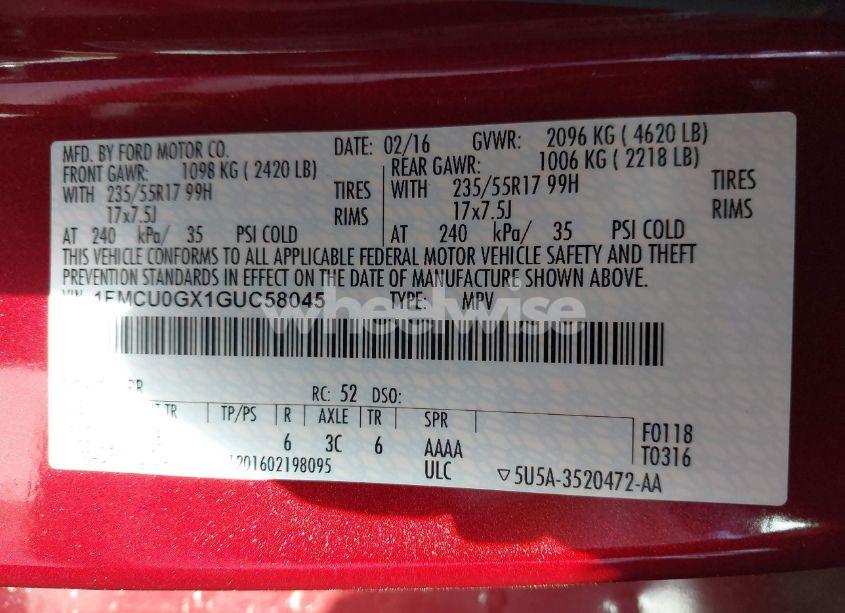 MFD. BY FORD MOTOR CO. DATE: 02/16 GVWR: 2096 KG ( 4620 LB)
FRONT GAWR: 1098 KG ( 2420 LB) REAR GAWR: 1006 KG ( 2218 LB)
WITH 235/55R17 99H TIRES WITH 235/55R17 99H TIRES
17x7.5J RIMS 17x7.5J RIMS
AT 240 kPa/ 35 PSI COLD AT 240 kPa/ 35 PSI COLD
THIS VEHICLE CONFORMS TO ALL APPLICABLE FEDERAL MOTOR VEHICLE SAFETY AND THEFT
PREVENTION STANDARDS IN EFFECT ON THE DATE OF MANUFACTURE SHOWN ABOVE.
VIN: 1FMCU0GX1GUC58045 TYPE: MPV
wheelwise
RC: 52 DSO:
TR TP/PS R AXLE TR SPR F0118
6 3C 6 AAAA T0316
201602198095 ULC ▽5U5A-3520472-AA